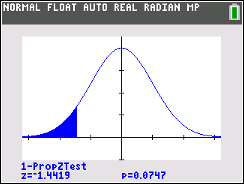 NORMAL FLOAT AUTO REAL RADIAN MP
1-PropZTest
z=-1.4419 p=0.0747